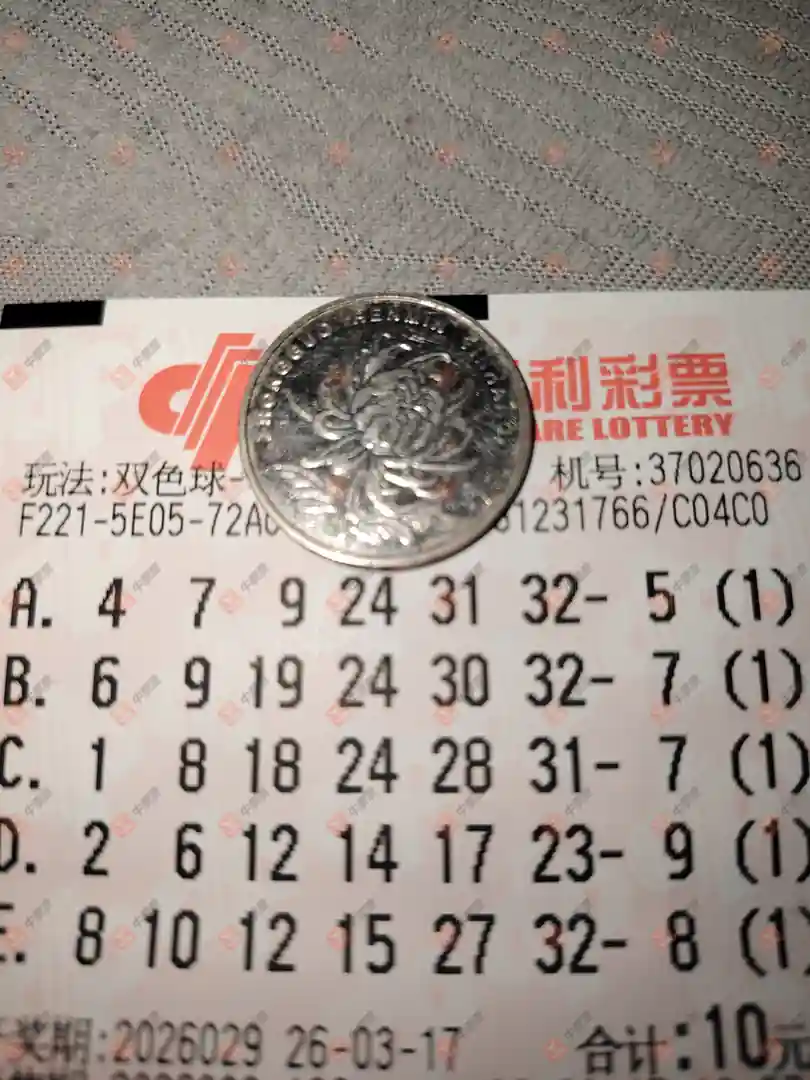 ZHONGGUO RENMIN
利彩票
ARE LOTTERY
玩法:双色球- 机号:37020636
F221-5E05-72A 61231766/C04C0
A. 4 7 9 24 31 32- 5 (1)
B. 6 9 19 24 30 32- 7 (1)
C. 1 8 18 24 28 31- 7 (1)
D. 2 6 12 14 17 23- 9 (1)
E. 8 10 12 15 27 32- 8 (1)
奖期:2026029 26-03-17 合计:10元